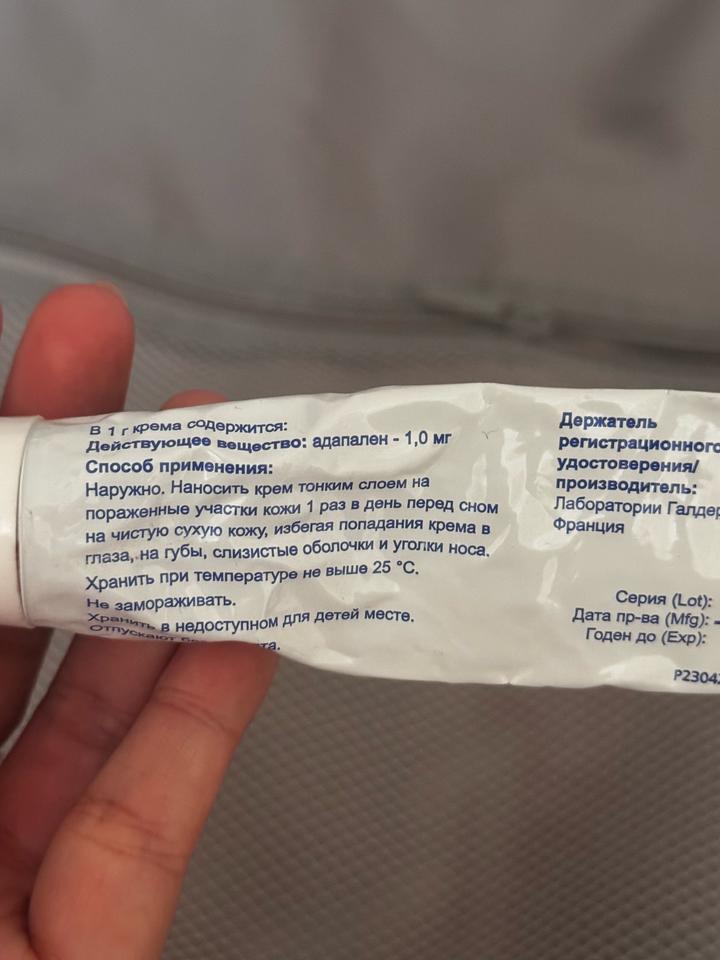 В 1 г крема содержится:
Действующее вещество: адапален - 1,0 мг
Способ применения:
Наружно. Наносить крем тонким слоем на
пораженные участки кожи 1 раз в день перед сном
на чистую сухую кожу, избегая попадания крема в
глаза, на губы, слизистые оболочки и уголки носа.
Хранить при температуре не выше 25 °C.
Не замораживать.
Хранить в недоступном для детей месте.
Отпускают
Держатель
регистрационного
удостоверения/
производитель:
Лаборатории
Франция
Серия (Lot):
Дата пр-ва (Mfg):
Годен до (Exp):